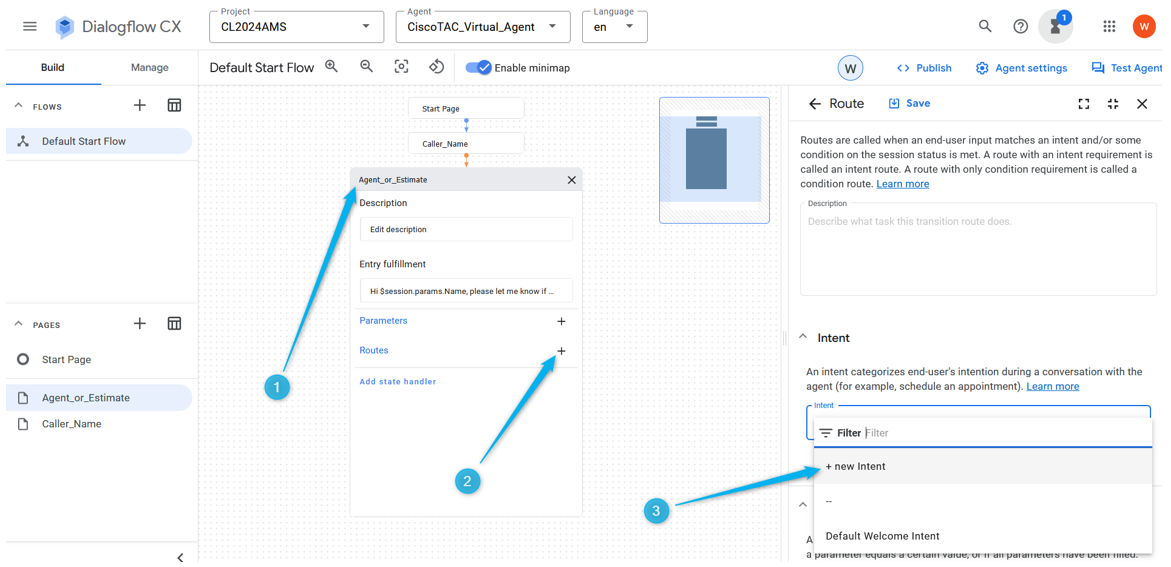 Dialogflow CX
Project
CL2024AMS
Agent
CiscoTAC_Virtual_Agent
Language
en
1
W
Build
Manage
Default Start Flow
Enable minimap
W
Publish
Agent settings
Test Agent
FLOWS
Default Start Flow
PAGES
Start Page
Agent_or_Estimate
Caller_Name
Start Page
Caller_Name
Agent_or_Estimate
Description
Edit description
Entry fulfillment
Hi $session.params.Name, please let me know if ...
Parameters
Routes
Add state handler
1
2
3
Route
Save
Routes are called when an end-user input matches an intent and/or some
condition on the session status is met. A route with an intent requirement is
called an intent route. A route with only condition requirement is called a
condition route. Learn more
Description
Describe what task this transition route does.
Intent
An intent categorizes end-user's intention during a conversation with the
agent (for example, schedule an appointment). Learn more
Intent
Filter Filter
+ new Intent
--
Default Welcome Intent
A
a parameter equals a certain value, or if all parameters have been filled.